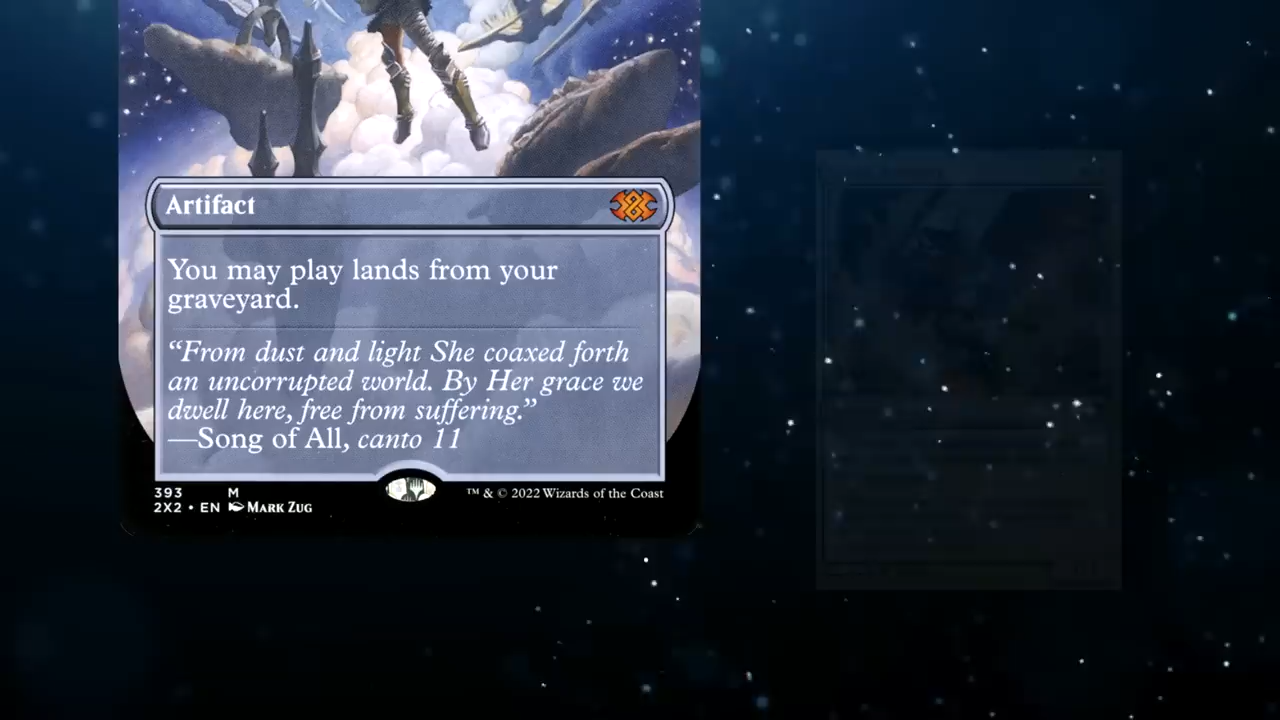 Artifact
You may play lands from your
graveyard.
“From dust and light She coaxed forth
an uncorrupted world. By Her grace we
dwell here, free from suffering.”
—Song of All, canto 11
393 M
2X2 • EN MARK ZUG
™ & © 2022 Wizards of the Coast